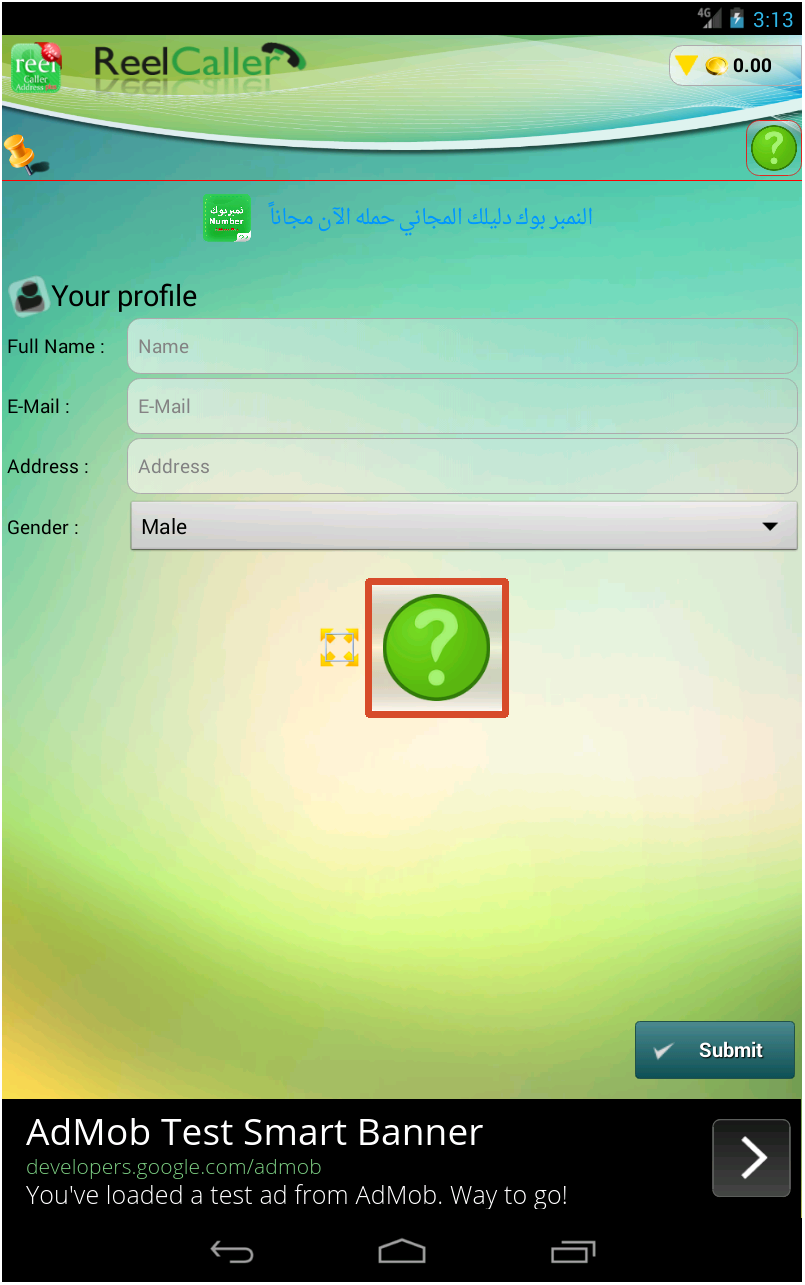 4G 3:13
reel
Caller
Address
ReelCaller
0.00
?
نمبر بوك
Number
النمبر بوك دليلك المجاني حمله الآن مجاناً
Your profile
Full Name : Name
E-Mail : E-Mail
Address : Address
Gender : Male
?
Submit
AdMob Test Smart Banner
developers.google.com/admob
You've loaded a test ad from AdMob. Way to go!